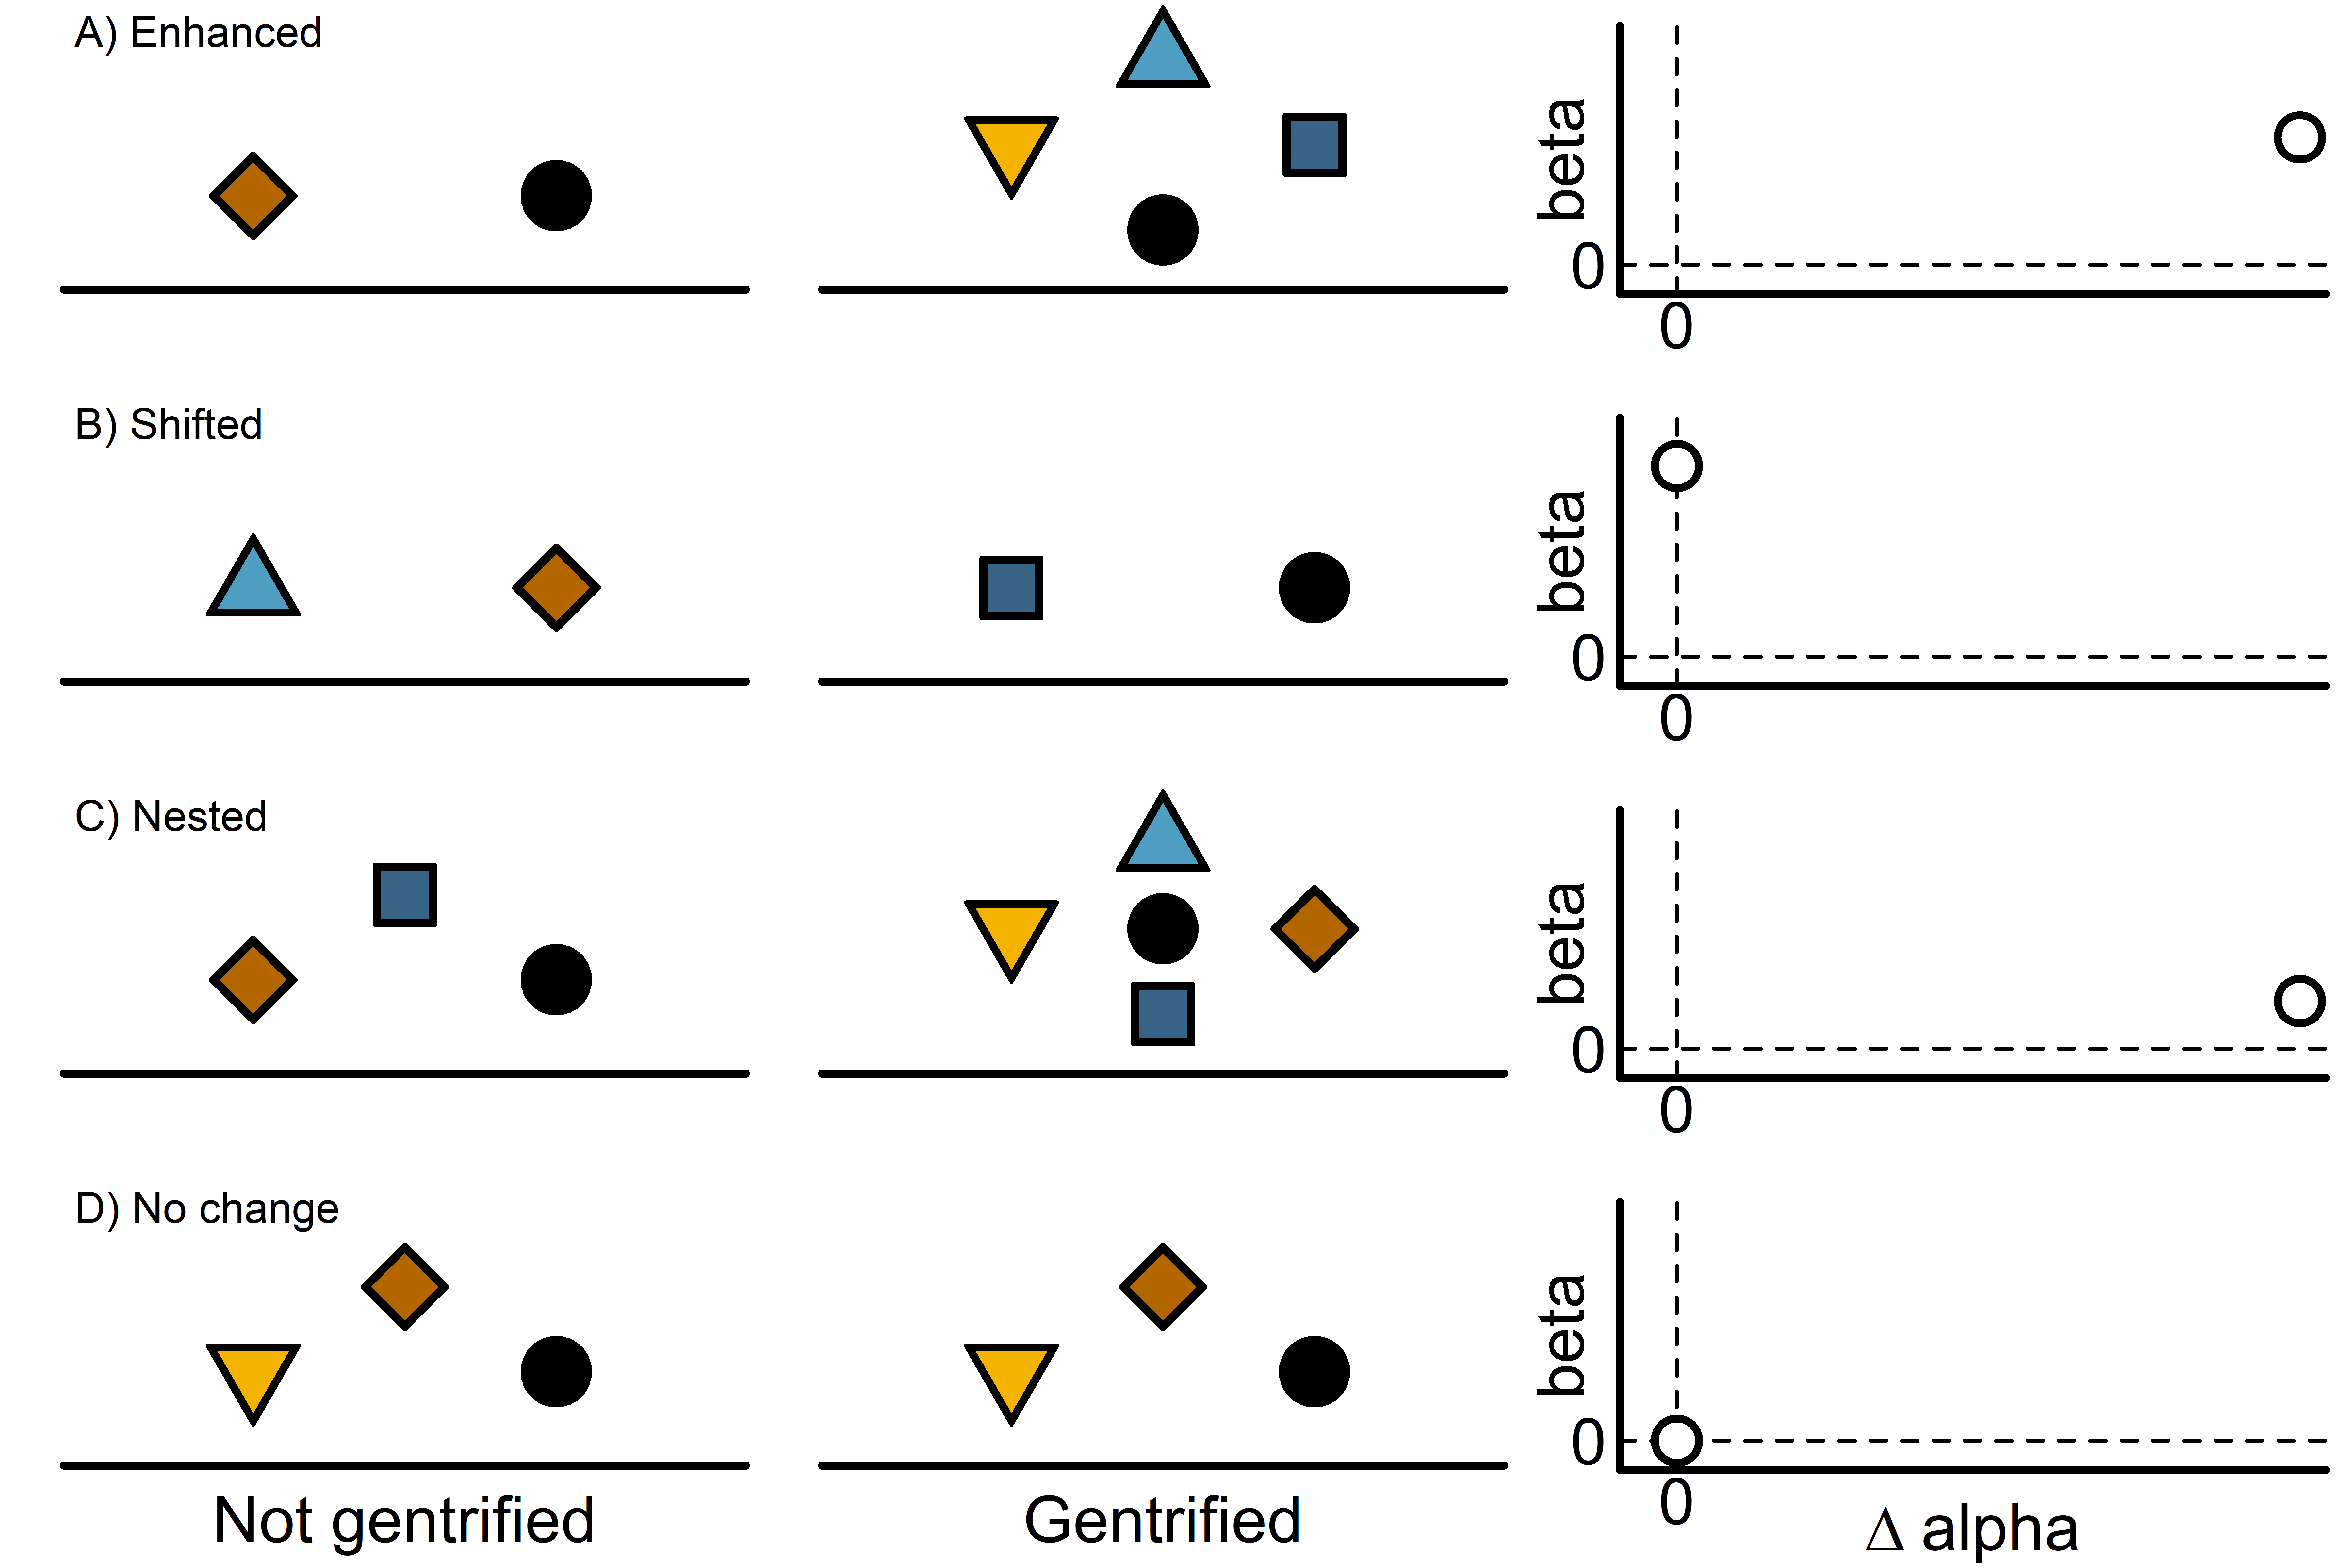 A) Enhanced
beta
0
0
B) Shifted
beta
0
0
C) Nested
beta
0
0
D) No change
beta
0
0
Not gentrified
Gentrified
Δ alpha